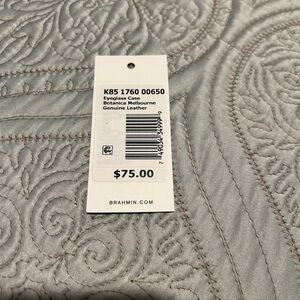 K85 1760 00650
Eyeglass Case
Botanica Melbourne
Genuine Leather
$75.00
BRAHMIN.COM